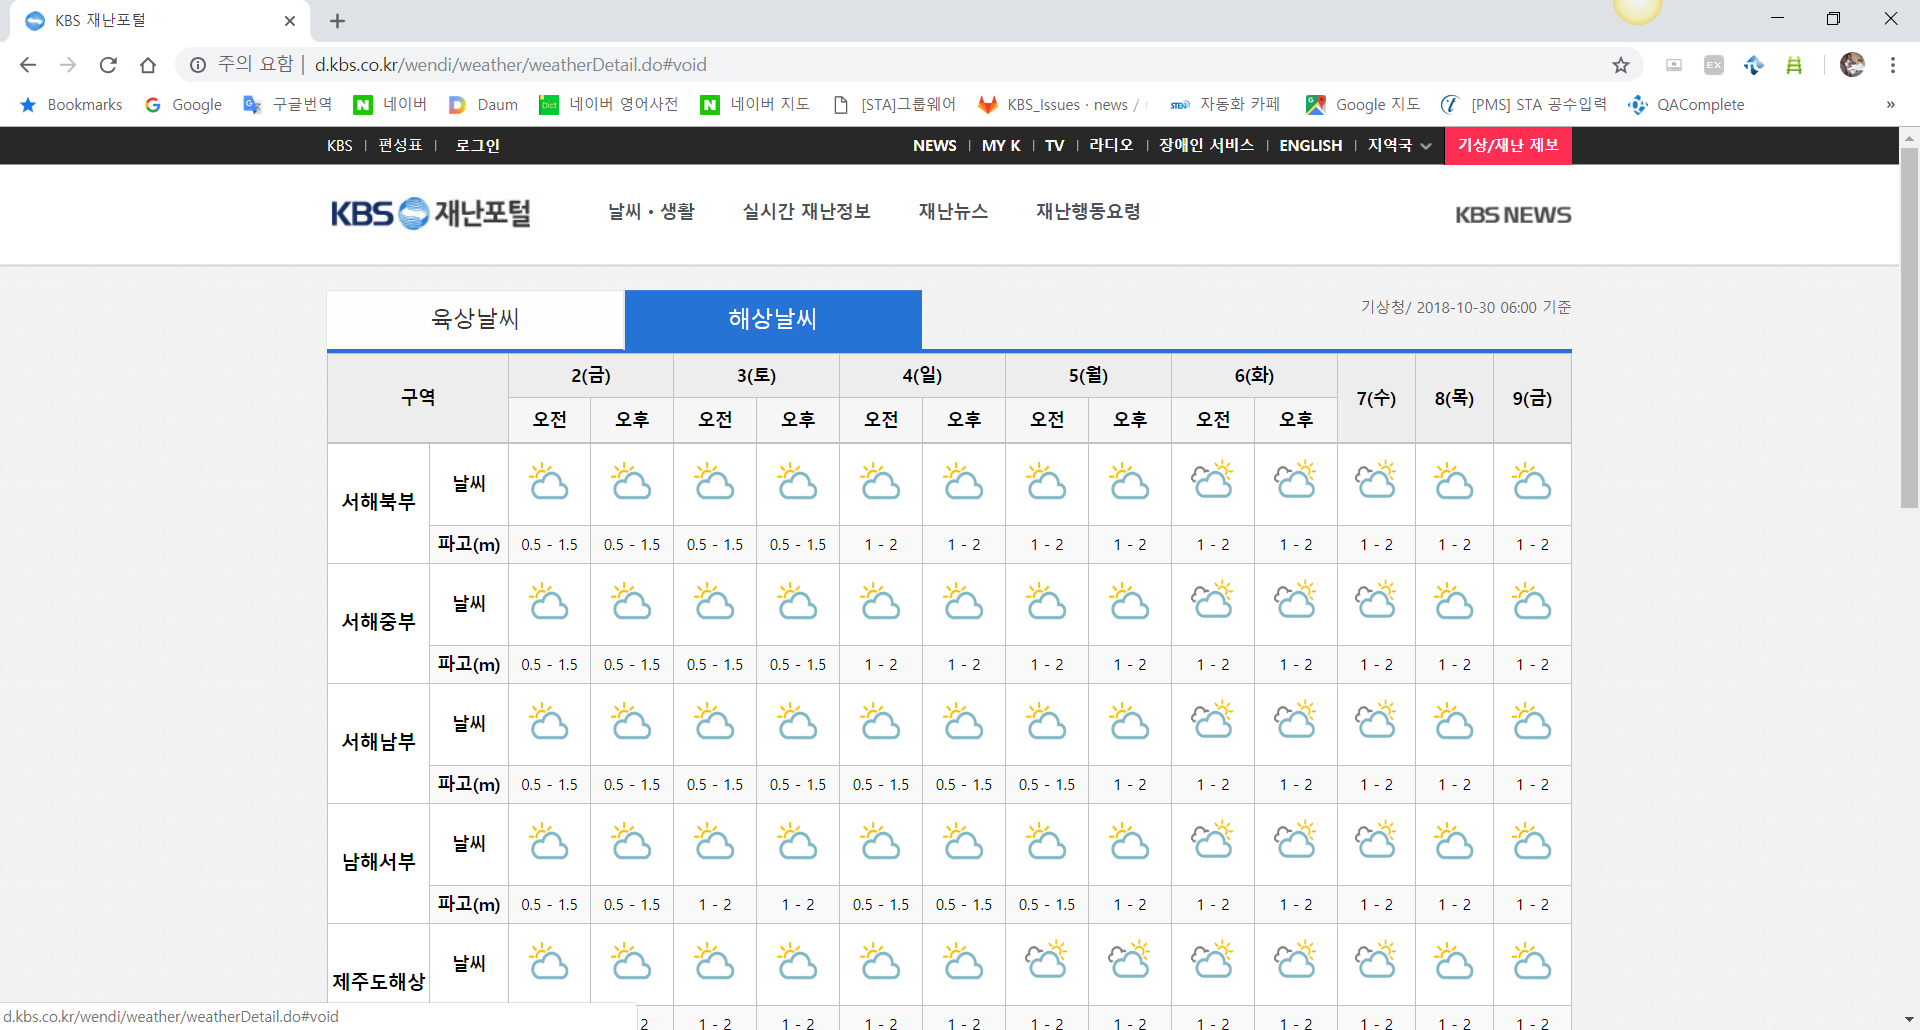 KBS 재난포털
주의 요함 | d.kbs.co.kr/wendi/weather/weatherDetail.do#void
Bookmarks Google 구글번역 네이버 Daum 네이버 영어사전 네이버 지도 [STA]그룹웨어 KBS_Issues · news / 자동화 카페 Google 지도 [PMS] STA 공수입력 QAComplete »
KBS | 편성표 | 로그인 NEWS | MY K | TV | 라디오 | 장애인 서비스 | ENGLISH | 지역국 기상/재난 제보
KBS 재난포털 날씨・생활 실시간 재난정보 재난뉴스 재난행동요령 KBS NEWS
육상날씨 해상날씨 기상청/ 2018-10-30 06:00 기준
구역 2(금) 3(토) 4(일) 5(월) 6(화) 7(수) 8(목) 9(금)
오전 오후 오전 오후 오전 오후 오전 오후 오전 오후
서해북부 날씨
파고(m) 0.5 - 1.5 0.5 - 1.5 0.5 - 1.5 0.5 - 1.5 1 - 2 1 - 2 1 - 2 1 - 2 1 - 2 1 - 2 1 - 2 1 - 2 1 - 2
서해중부 날씨
파고(m) 0.5 - 1.5 0.5 - 1.5 0.5 - 1.5 0.5 - 1.5 1 - 2 1 - 2 1 - 2 1 - 2 1 - 2 1 - 2 1 - 2 1 - 2 1 - 2
서해남부 날씨
파고(m) 0.5 - 1.5 0.5 - 1.5 0.5 - 1.5 0.5 - 1.5 0.5 - 1.5 0.5 - 1.5 0.5 - 1.5 1 - 2 1 - 2 1 - 2 1 - 2 1 - 2 1 - 2
남해서부 날씨
파고(m) 0.5 - 1.5 0.5 - 1.5 1 - 2 1 - 2 0.5 - 1.5 0.5 - 1.5 0.5 - 1.5 1 - 2 1 - 2 1 - 2 1 - 2 1 - 2 1 - 2
제주도해상 날씨
2 1 - 2 1 - 2 1 - 2 1 - 2 1 - 2 1 - 2 1 - 2 1 - 2 1 - 2 1 - 2 1 - 2
d.kbs.co.kr/wendi/weather/weatherDetail.do#void